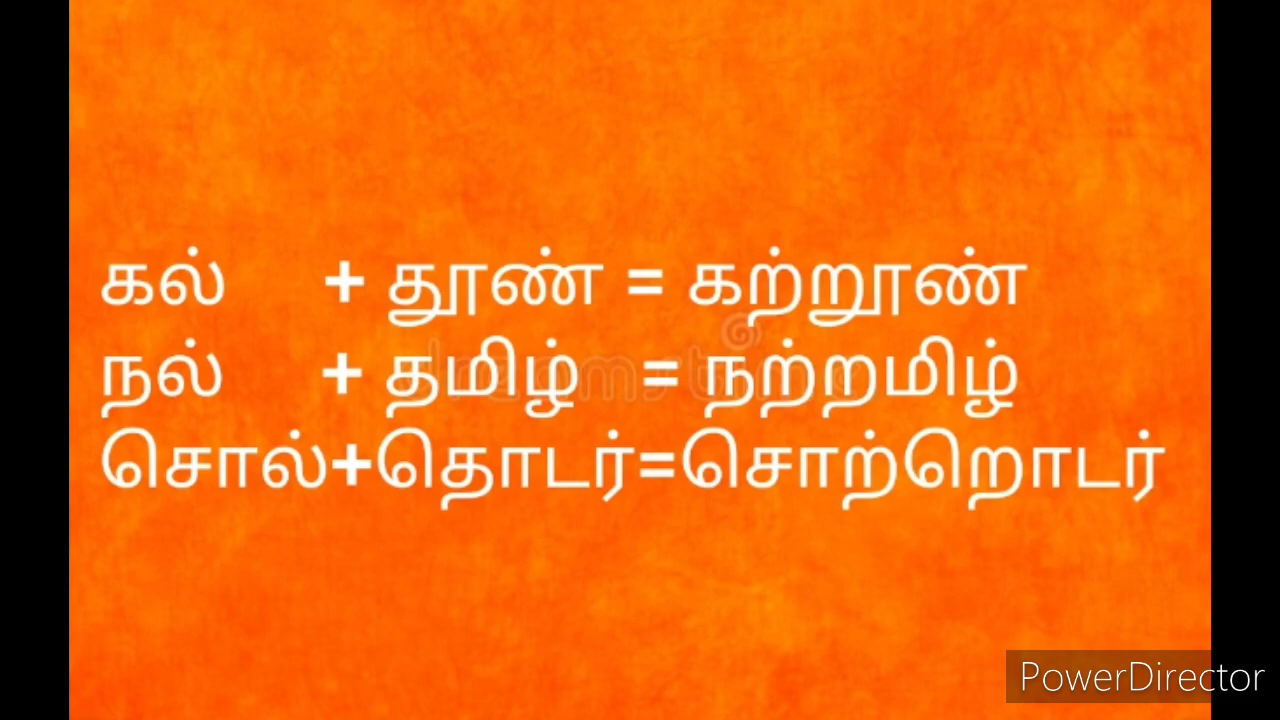 கல் + தூண் = கற்றூண்
நல் + தமிழ் = நற்றமிழ்
சொல்+தொடர்=சொற்றொடர்
PowerDirector